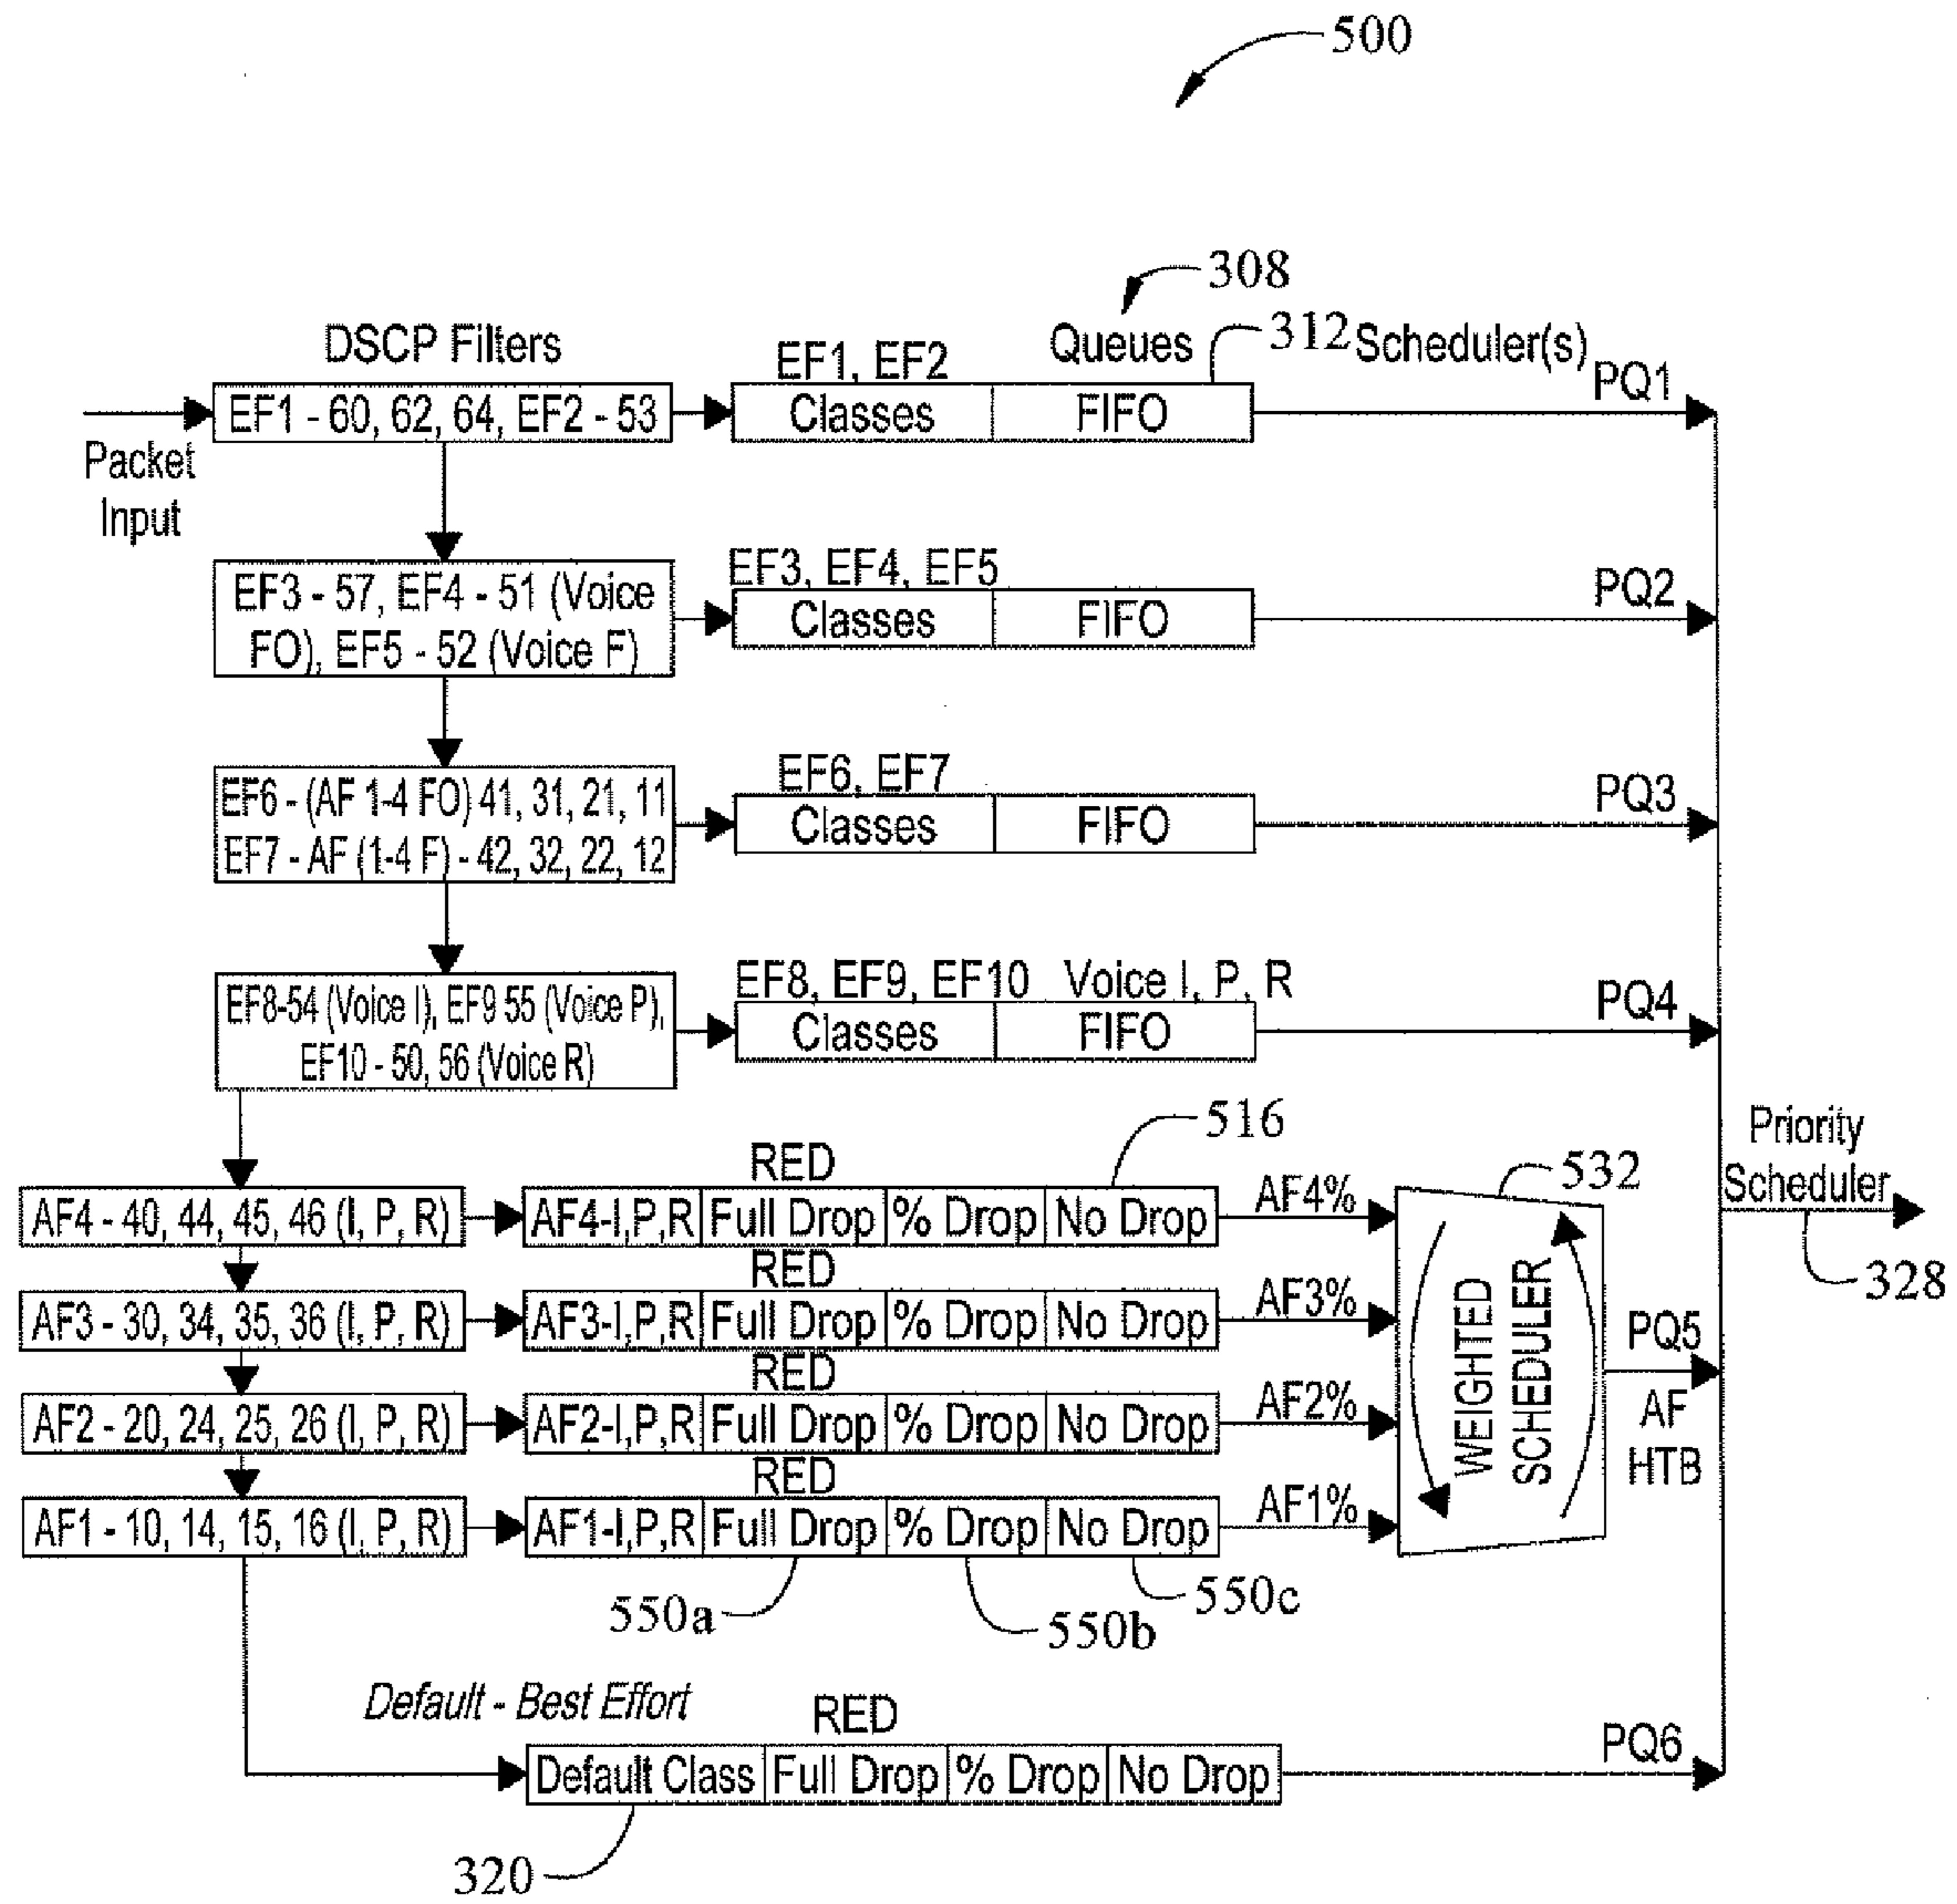 500
308
DSCP Filters
EF1, EF2
Queues
312
Scheduler(s)
PQ1
Packet
Input
EF1 - 60, 62, 64, EF2 - 53
Classes
FIFO
EF3 - 57, EF4 - 51 (Voice
FO), EF5 - 52 (Voice F)
EF3, EF4, EF5
Classes
FIFO
PQ2
EF6 - (AF 1-4 FO) 41, 31, 21, 11
EF7 - AF (1-4 F) - 42, 32, 22, 12
EF6, EF7
Classes
FIFO
PQ3
EF8-54 (Voice I), EF9 55 (Voice P),
EF10 - 50, 56 (Voice R)
EF8, EF9, EF10 Voice I, P, R
Classes
FIFO
PQ4
516
RED
AF4 - 40, 44, 45, 46 (I, P, R)
AF4-I,P,R
Full Drop
% Drop
No Drop
AF4%
532
Priority
Scheduler
328
RED
AF3 - 30, 34, 35, 36 (I, P, R)
AF3-I,P,R
Full Drop
% Drop
No Drop
AF3%
WEIGHTED
SCHEDULER
PQ5
AF
HTB
RED
AF2 - 20, 24, 25, 26 (I, P, R)
AF2-I,P,R
Full Drop
% Drop
No Drop
AF2%
RED
AF1 - 10, 14, 15, 16 (I, P, R)
AF1-I,P,R
Full Drop
% Drop
No Drop
AF1%
550a
550b
550c
Default - Best Effort
RED
Default Class
Full Drop
% Drop
No Drop
PQ6
320